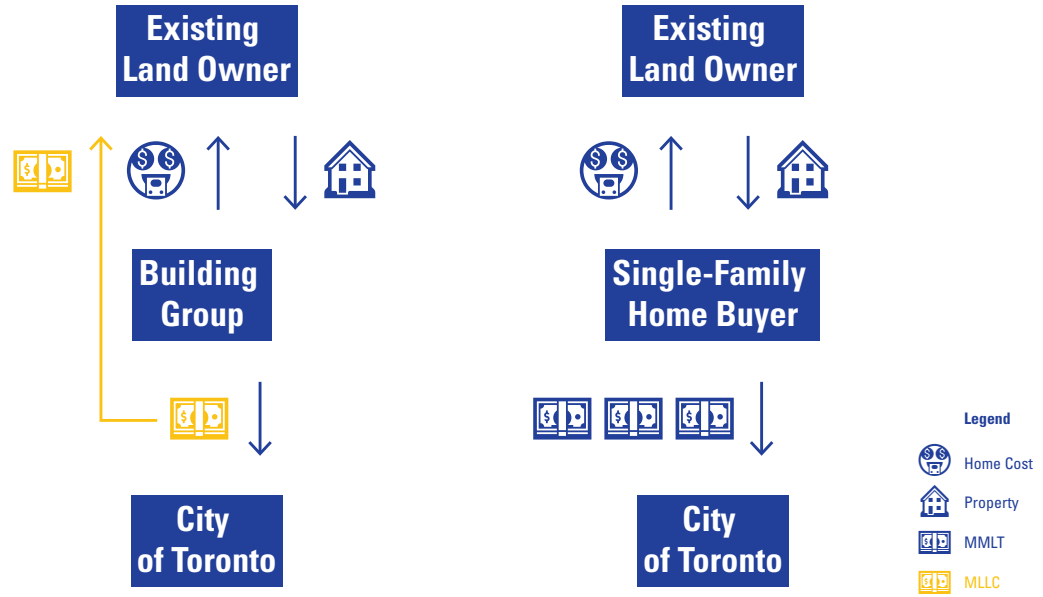 Existing
Land Owner
Building
Group
City
of Toronto
Existing
Land Owner
Single-Family
Home Buyer
City
of Toronto
Legend
Home Cost
Property
MMLT
MLLC